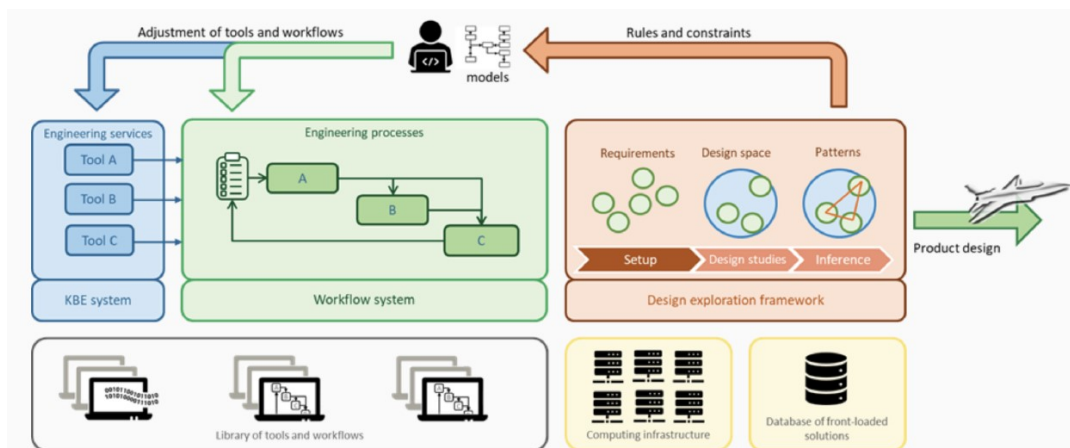 Adjustment of tools and workflows
Rules and constraints
</>
models
Engineering services
Tool A
Tool B
Tool C
KBE system
Engineering processes
A
B
C
Workflow system
Requirements
Design space
Patterns
Setup
Design studies
Inference
Design exploration framework
Product design
01011001011010
101010000111010
Library of tools and workflows
Computing infrastructure
Database of front-loaded
solutions